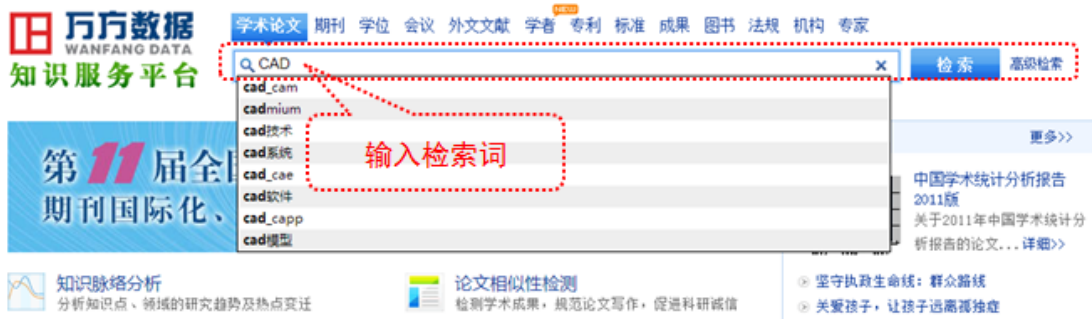 万方数据
WANFANG DATA
知识服务平台
学术论文 期刊 学位 会议 外文文献 学者 专利 标准 成果 图书 法规 机构 专家
NEW
CAD
检索 高级检索
cad_cam
cadmium
cad技术
cad系统
cad_cae
cad软件
cad_capp
cad模型
输入检索词
第11届全
期刊国际化、
更多>>
中国学术统计分析报告
2011版
关于2011年中国学术统计分
析报告的论文...详细>>
知识脉络分析
分析知识点、领域的研究趋势及热点变迁
论文相似性检测
检测学术成果，规范论文写作，促进科研诚信
坚守执政生命线：群众路线
关爱孩子，让孩子远离孤独症